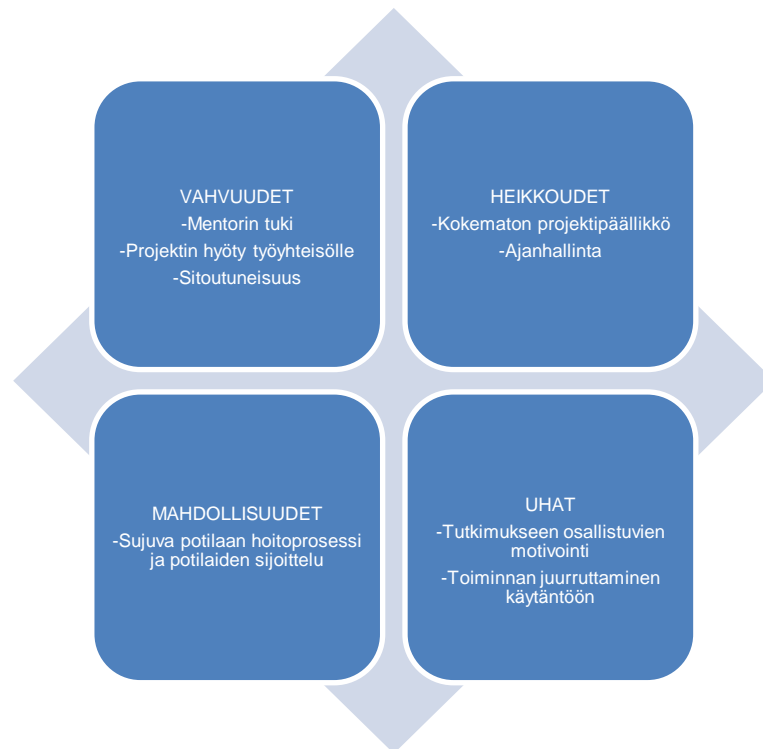 VAHVUUDET
-Mentorin tuki
-Projektin hyöty työyhteisölle
-Sitoutuneisuus
HEIKKOUDET
-Kokematon projektipäällikkö
-Ajanhallinta
MAHDOLLISUUDET
-Sujuva potilaan hoitoprosessi
ja potilaiden sijoittelu
UHAT
-Tutkimukseen osallistuvien
motivointi
-Toiminnan juurruttaminen
käytäntöön